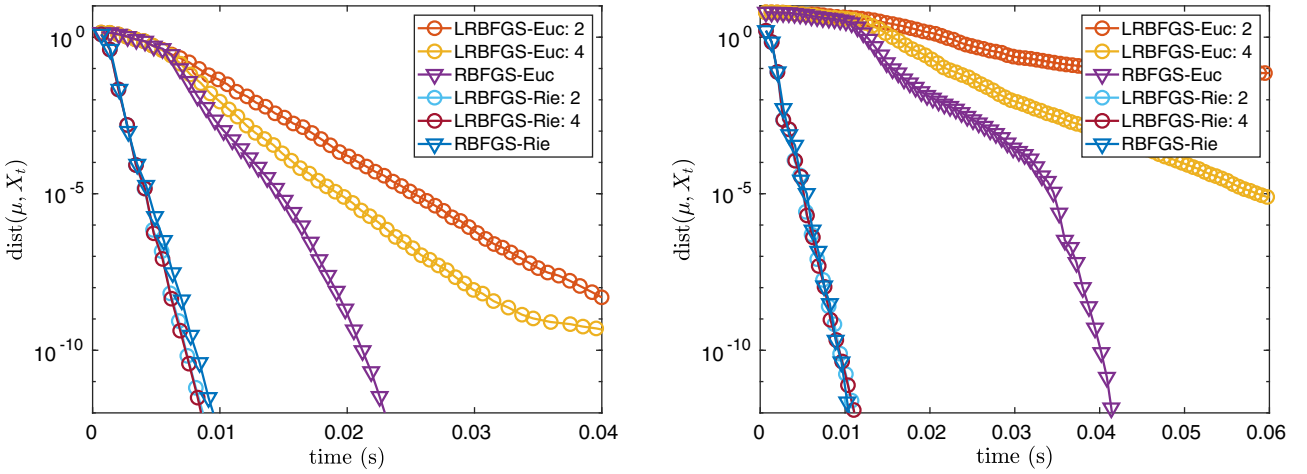 LRBFGS-Euc: 2
LRBFGS-Euc: 4
RBFGS-Euc
LRBFGS-Rie: 2
LRBFGS-Rie: 4
RBFGS-Rie
10^0
10^-5
10^-10
dist(μ, X_t)
0 0.01 0.02 0.03 0.04
time (s)
LRBFGS-Euc: 2
LRBFGS-Euc: 4
RBFGS-Euc
LRBFGS-Rie: 2
LRBFGS-Rie: 4
RBFGS-Rie
10^0
10^-5
10^-10
dist(μ, X_t)
0 0.01 0.02 0.03 0.04 0.05 0.06
time (s)